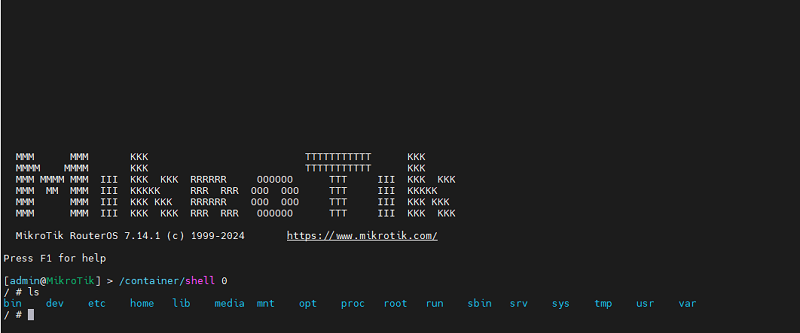 MMM      MMM       KKK                          TTTTTTTTTTT      KKK
MMMM    MMMM       KKK                          TTTTTTTTTTT      KKK
MMM MMMM MMM  III  KKK  KKK  RRRRRR     OOOOOO      TTT     III  KKK  KKK
MMM  MM  MMM  III  KKKKK     RRR  RRR  OOO  OOO     TTT     III  KKKKK
MMM      MMM  III  KKK KKK   RRRRRR    OOO  OOO     TTT     III  KKK KKK
MMM      MMM  III  KKK  KKK  RRR  RRR   OOOOOO      TTT     III  KKK  KKK
MikroTik RouterOS 7.14.1 (c) 1999-2024       https://www.mikrotik.com/
Press F1 for help
[admin@MikroTik] > /container/shell 0
/ # ls
bin    dev    etc    home   lib    media  mnt    opt    proc   root   run    sbin   srv    sys    tmp    usr    var
/ #